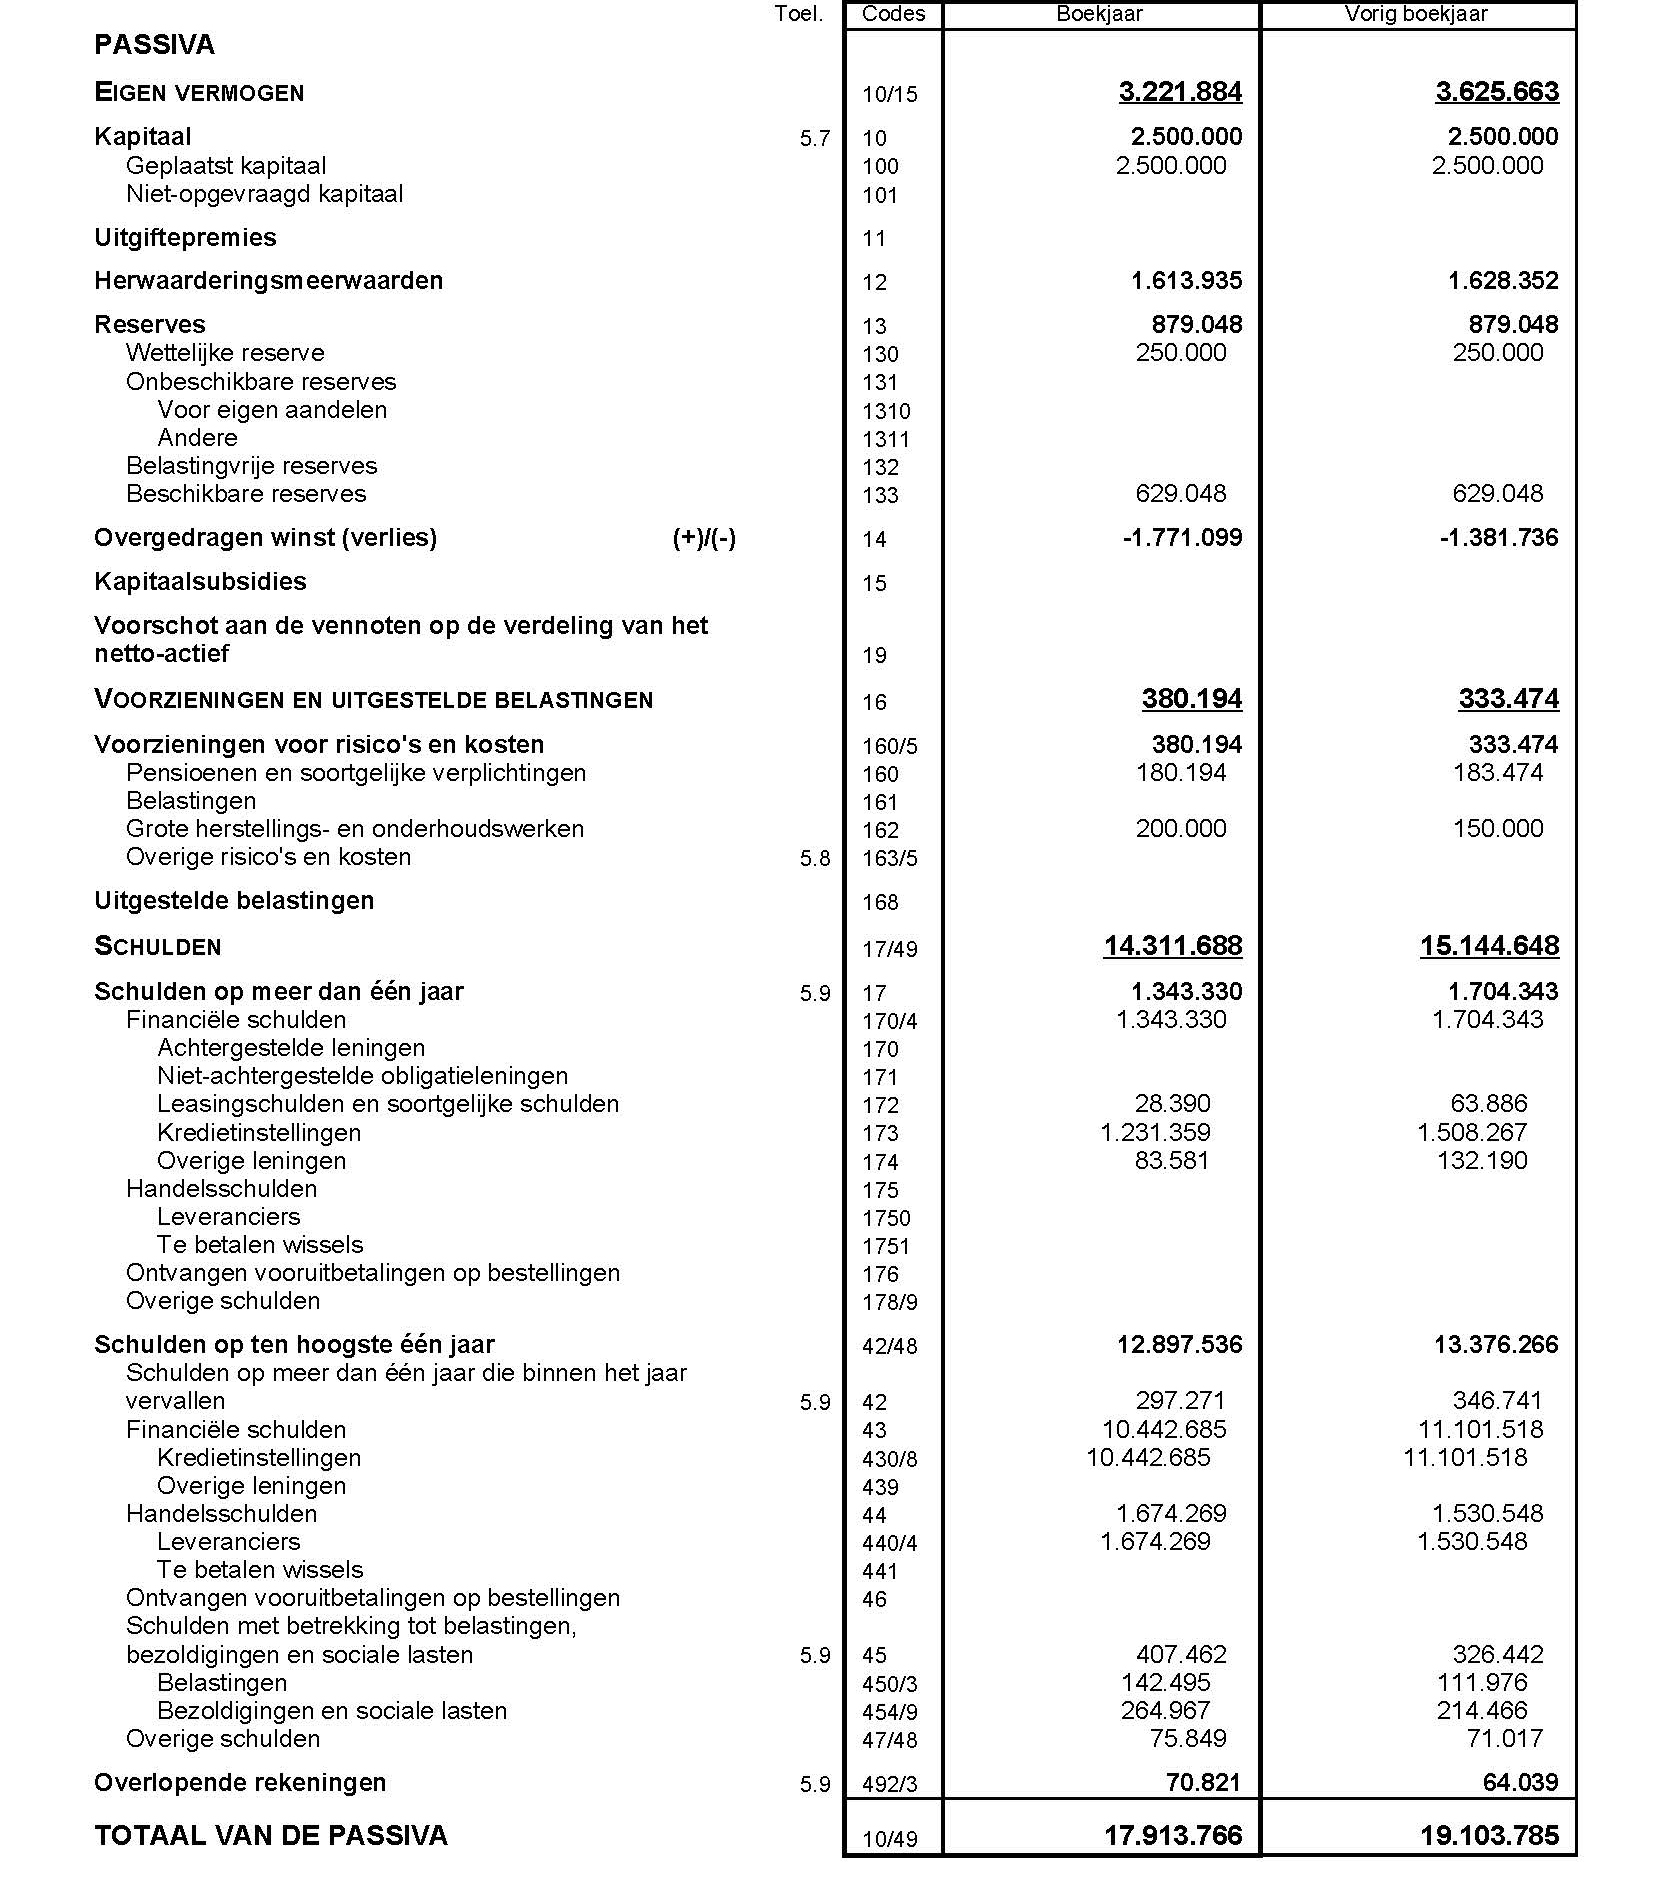 Toel. Codes Boekjaar Vorig boekjaar
PASSIVA
EIGEN VERMOGEN 10/15 3.221.884 3.625.663
Kapitaal 5.7 10 2.500.000 2.500.000
Geplaatst kapitaal 100 2.500.000 2.500.000
Niet-opgevraagd kapitaal 101
Uitgiftepremies 11
Herwaarderingsmeerwaarden 12 1.613.935 1.628.352
Reserves 13 879.048 879.048
Wettelijke reserve 130 250.000 250.000
Onbeschikbare reserves 131
Voor eigen aandelen 1310
Andere 1311
Belastingvrije reserves 132
Beschikbare reserves 133 629.048 629.048
Overgedragen winst (verlies) (+)/(-) 14 -1.771.099 -1.381.736
Kapitaalsubsidies 15
Voorschot aan de vennoten op de verdeling van het
netto-actief 19
VOORZIENINGEN EN UITGESTELDE BELASTINGEN 16 380.194 333.474
Voorzieningen voor risico's en kosten 160/5 380.194 333.474
Pensioenen en soortgelijke verplichtingen 160 180.194 183.474
Belastingen 161
Grote herstellings- en onderhoudswerken 162 200.000 150.000
Overige risico's en kosten 5.8 163/5
Uitgestelde belastingen 168
SCHULDEN 17/49 14.311.688 15.144.648
Schulden op meer dan één jaar 5.9 17 1.343.330 1.704.343
Financiële schulden 170/4 1.343.330 1.704.343
Achtergestelde leningen 170
Niet-achtergestelde obligatieleningen 171
Leasingschulden en soortgelijke schulden 172 28.390 63.886
Kredietinstellingen 173 1.231.359 1.508.267
Overige leningen 174 83.581 132.190
Handelsschulden 175
Leveranciers 1750
Te betalen wissels 1751
Ontvangen vooruitbetalingen op bestellingen 176
Overige schulden 178/9
Schulden op ten hoogste één jaar 42/48 12.897.536 13.376.266
Schulden op meer dan één jaar die binnen het jaar
vervallen 5.9 42 297.271 346.741
Financiële schulden 43 10.442.685 11.101.518
Kredietinstellingen 430/8 10.442.685 11.101.518
Overige leningen 439
Handelsschulden 44 1.674.269 1.530.548
Leveranciers 440/4 1.674.269 1.530.548
Te betalen wissels 441
Ontvangen vooruitbetalingen op bestellingen 46
Schulden met betrekking tot belastingen,
bezoldigingen en sociale lasten 5.9 45 407.462 326.442
Belastingen 450/3 142.495 111.976
Bezoldigingen en sociale lasten 454/9 264.967 214.466
Overige schulden 47/48 75.849 71.017
Overlopende rekeningen 5.9 492/3 70.821 64.039
TOTAAL VAN DE PASSIVA 10/49 17.913.766 19.103.785